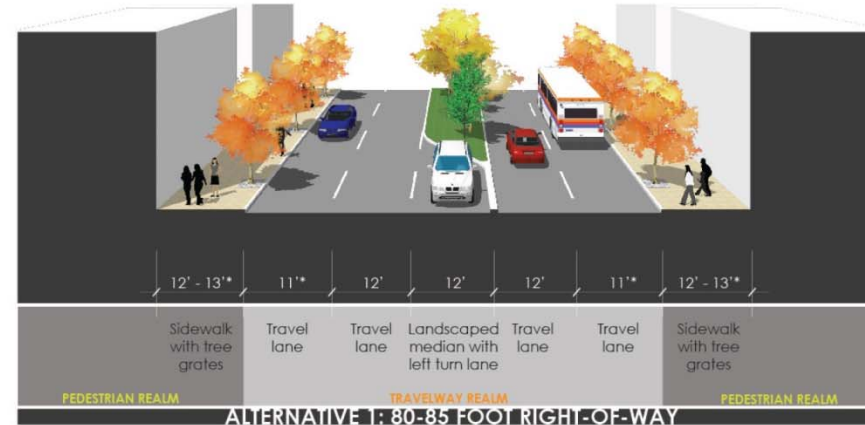 12' - 13'* 11'* 12' 12' 12' 11'* 12' - 13'*
Sidewalk with tree grates
Travel lane
Travel lane
Landscaped median with left turn lane
Travel lane
Travel lane
Sidewalk with tree grates
PEDESTRIAN REALM TRAVELWAY REALM PEDESTRIAN REALM
ALTERNATIVE 1: 80-85 FOOT RIGHT-OF-WAY